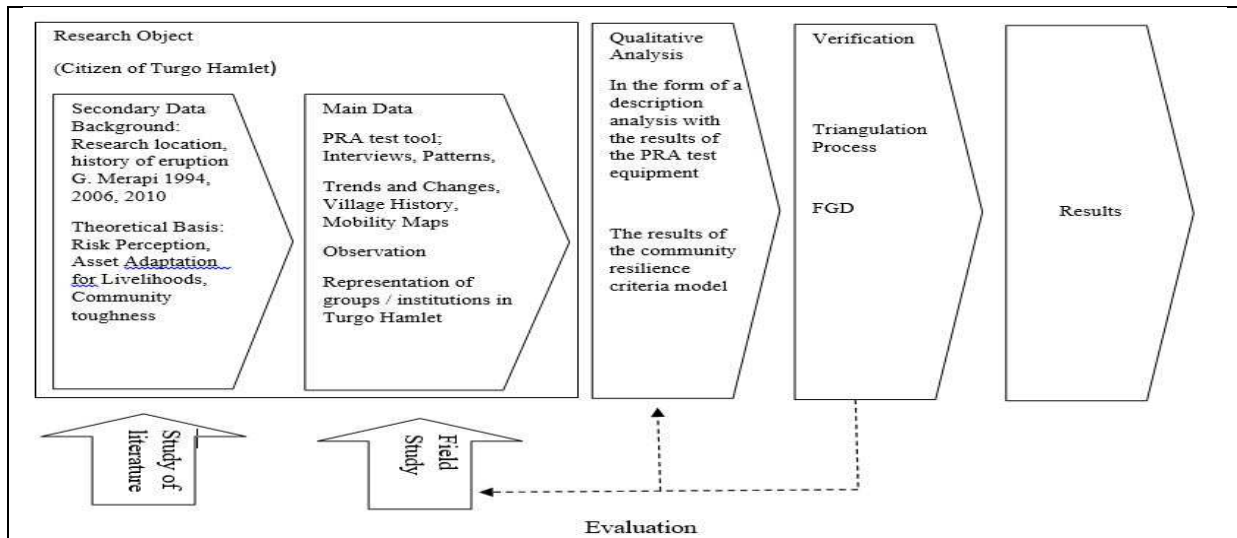 Research Object
(Citizen of Turgo Hamlet)
Secondary Data
Background:
Research location,
history of eruption
G. Merapi 1994,
2006, 2010
Theoretical Basis:
Risk Perception,
Asset Adaptation
for Livelihoods,
Community
toughness
Main Data
PRA test tool;
Interviews, Patterns,
Trends and Changes,
Village History,
Mobility Maps
Observation
Representation of
groups / institutions in
Turgo Hamlet
Qualitative
Analysis
In the form of a
description
analysis with
the results of
the PRA test
equipment
The results of
the community
resilience
criteria model
Verification
Triangulation
Process
FGD
Results
Study of
literature
Field
Study
Evaluation